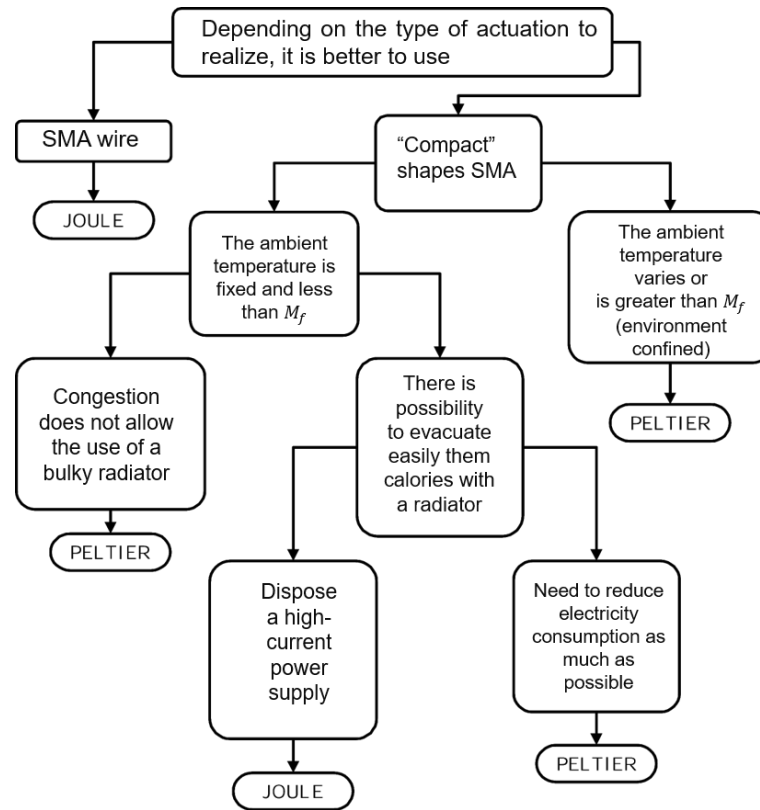 Depending on the type of actuation to
realize, it is better to use
SMA wire
JOULE
“Compact”
shapes SMA
The ambient
temperature is
fixed and less
than M_f
The ambient
temperature
varies or
is greater than M_f
(environment
confined)
PELTIER
Congestion
does not allow
the use of a
bulky radiator
PELTIER
There is
possibility
to evacuate
easily them
calories with
a radiator
Dispose
a high-
current
power
supply
JOULE
Need to reduce
electricity
consumption as
much as
possible
PELTIER